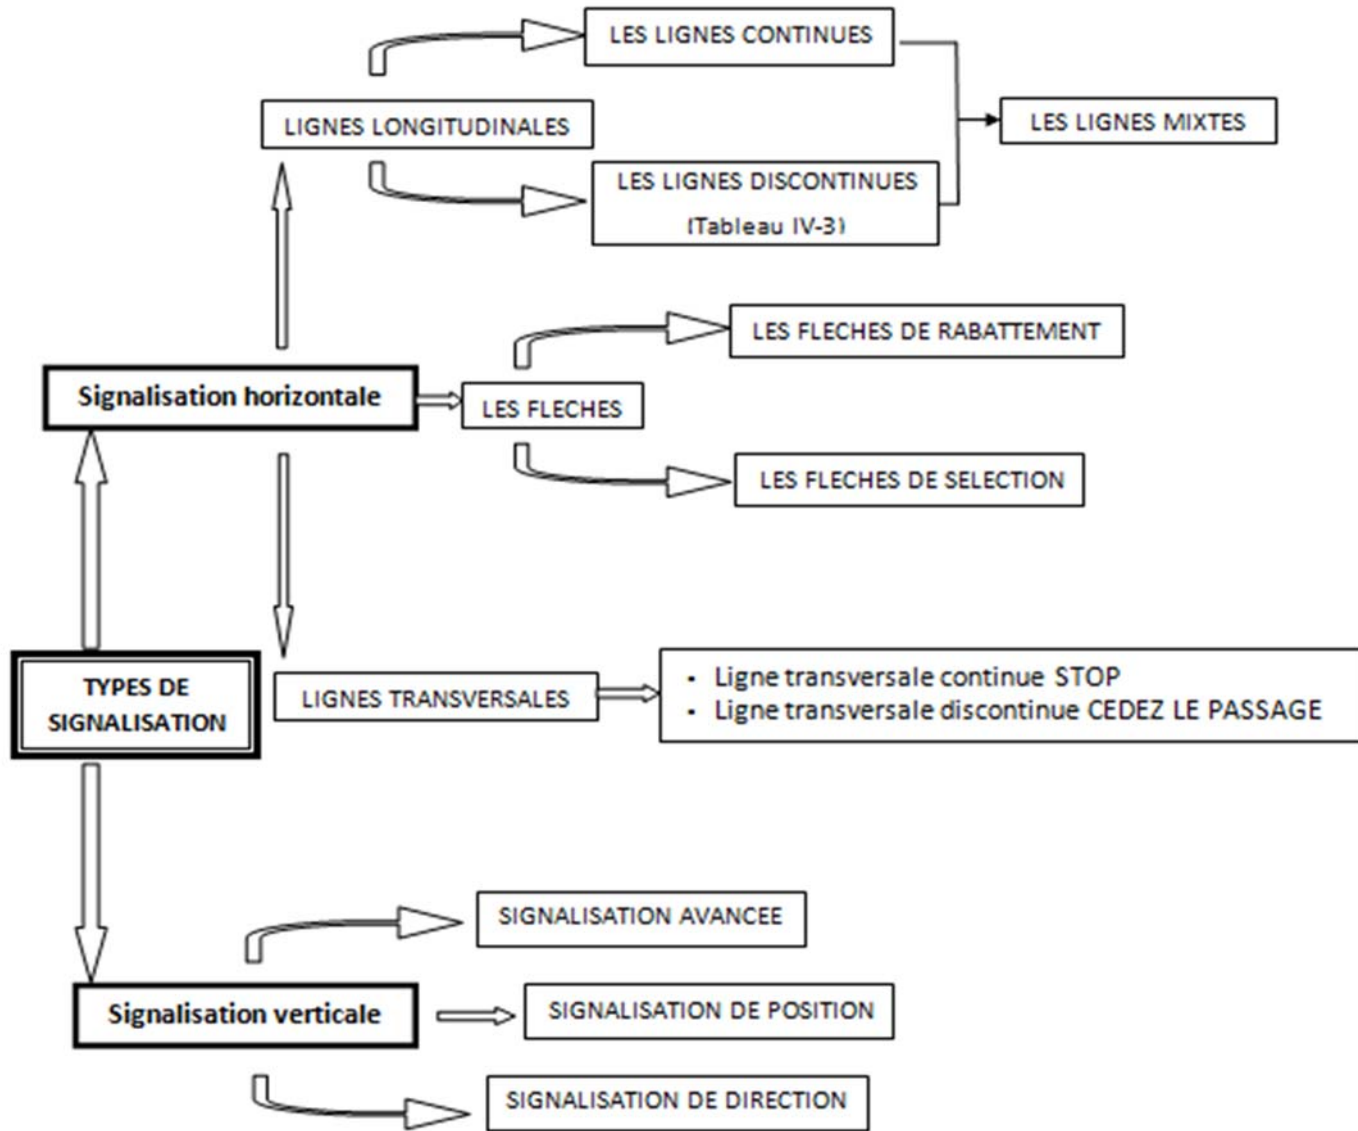 LES LIGNES CONTINUES
LIGNES LONGITUDINALES
LES LIGNES MIXTES
LES LIGNES DISCONTINUES
(Tableau IV-3)
LES FLECHES DE RABATTEMENT
Signalisation horizontale
LES FLECHES
LES FLECHES DE SELECTION
TYPES DE
SIGNALISATION
LIGNES TRANSVERSALES
- Ligne transversale continue STOP
- Ligne transversale discontinue CEDEZ LE PASSAGE
SIGNALISATION AVANCEE
Signalisation verticale
SIGNALISATION DE POSITION
SIGNALISATION DE DIRECTION